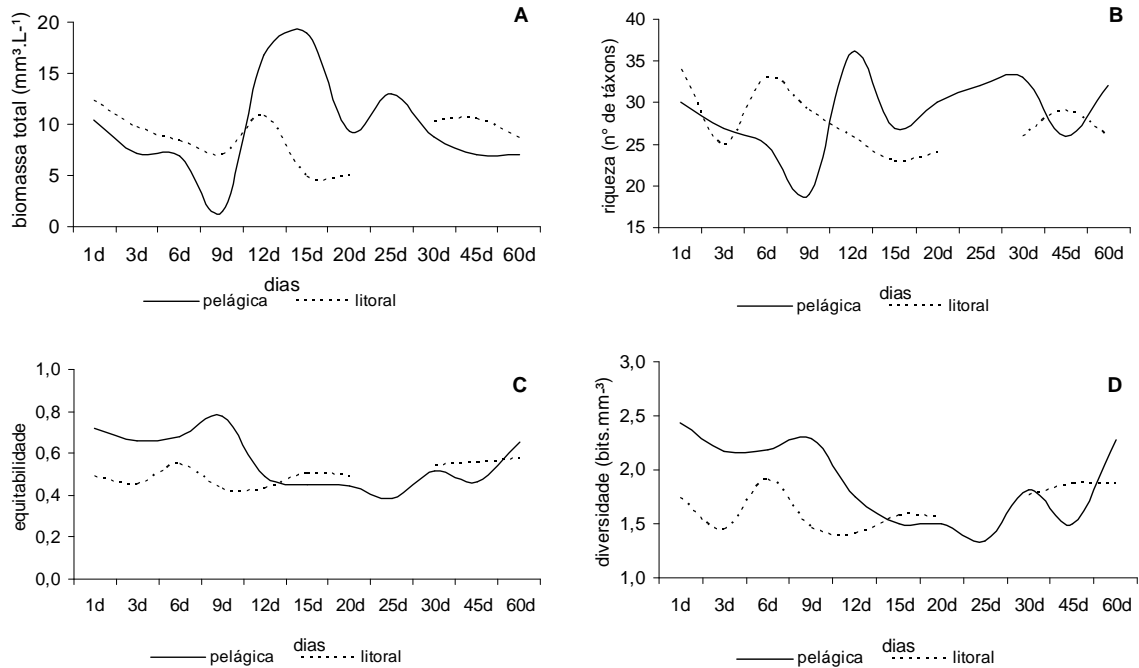 A
biomassa total (mm³.L-¹)
20
15
10
5
0
1d 3d 6d 9d 12d 15d 20d 25d 30d 45d 60d
dias
pelágica litoral
B
riqueza (n° de táxons)
40
35
30
25
20
15
1d 3d 6d 9d 12d 15d 20d 25d 30d 45d 60d
dias
pelágica litoral
C
equitabilidade
1,0
0,8
0,6
0,4
0,2
0,0
1d 3d 6d 9d 12d 15d 20d 25d 30d 45d 60d
dias
pelágica litoral
D
diversidade (bits.mm-³)
3,0
2,5
2,0
1,5
1,0
1d 3d 6d 9d 12d 15d 20d 25d 30d 45d 60d
dias
pelágica litoral